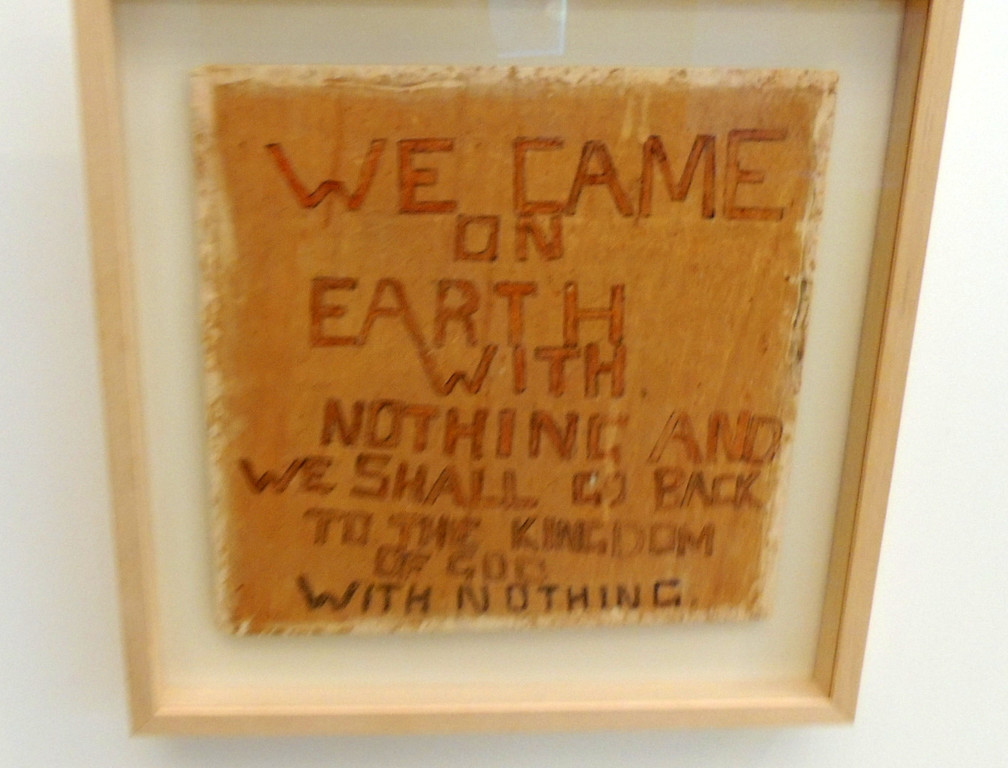 WE CAME
ON
EARTH
WITH
NOTHING AND
WE SHALL GO BACK
TO THE KINGDOM
OF GOD
WITH NOTHING.